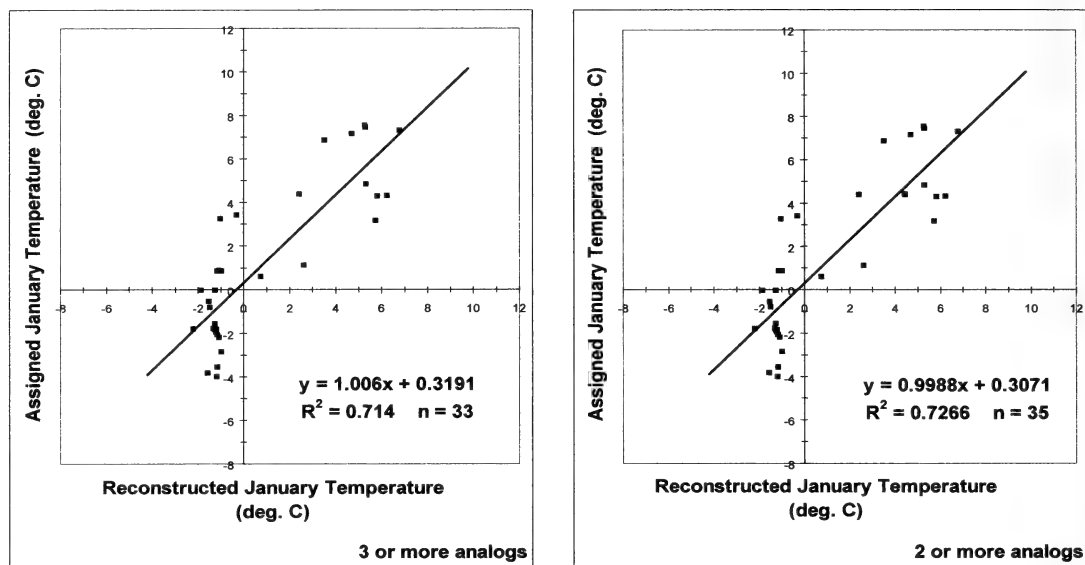 Assigned January Temperature (deg. C)
12
10
8
6
4
2
0
-2
-4
-6
-8
-8 -6 -4 -2 0 2 4 6 8 10 12
y = 1.006x + 0.3191
R² = 0.714 n = 33
Reconstructed January Temperature
(deg. C)
3 or more analogs
Assigned January Temperature (deg. C)
12
10
8
6
4
2
0
-2
-4
-6
-8
-8 -6 -4 -2 0 2 4 6 8 10 12
y = 0.9988x + 0.3071
R² = 0.7266 n = 35
Reconstructed January Temperature
(deg. C)
2 or more analogs